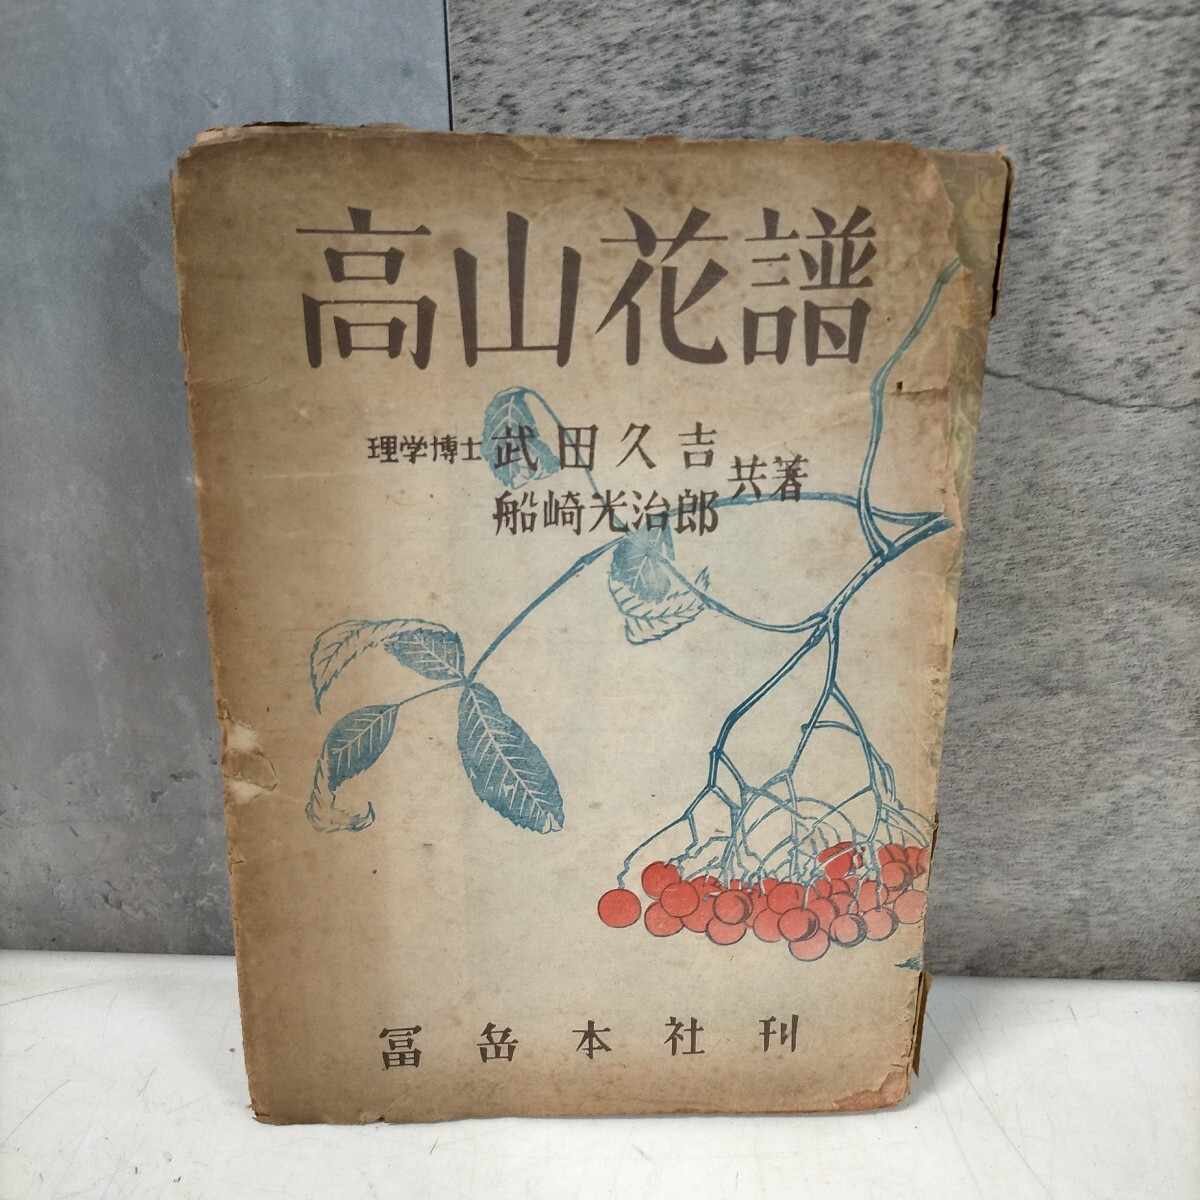 高山花譜
理学博士 武田久吉
船崎光治郎 共著
冨岳本社刊